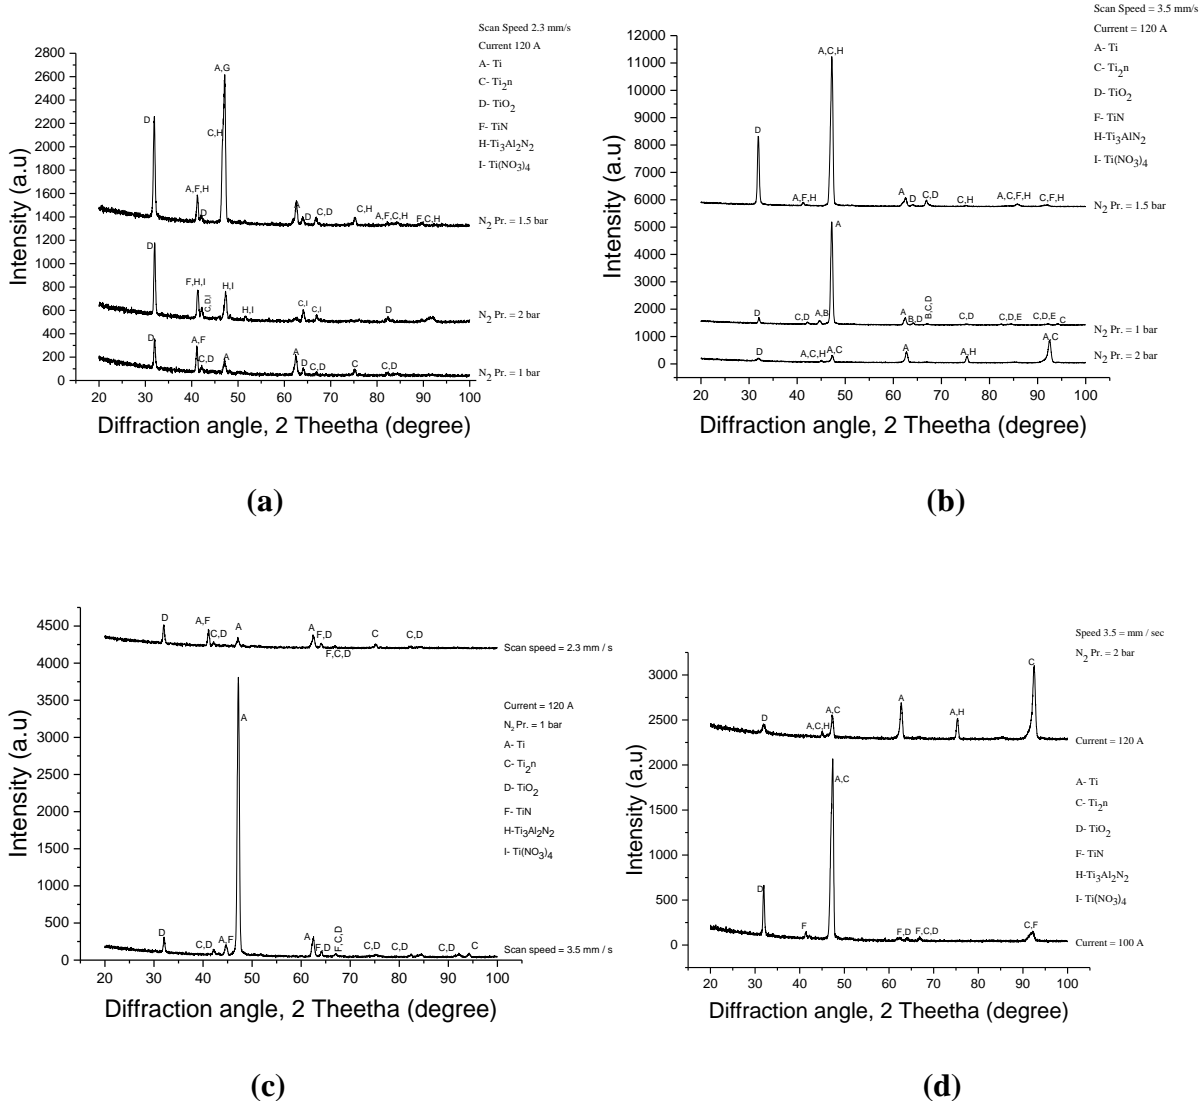 Scan Speed 2.3 mm/s
Current 120 A
A- Ti
C- Ti2n
D- TiO2
F- TiN
H-Ti3Al2N2
I- Ti(NO3)4
2800
2600
2400
2200
2000
1800
1600
1400
1200
1000
800
600
400
200
0
Intensity (a.u)
D
A,F,H
D
C,H
A,G
A
D
C,D
C,H
A,F,C,H
F,C,H
N2 Pr. = 1.5 bar
D
F,H,I
C,D,I
H,I
H,I
C,I
C,I
D
N2 Pr. = 2 bar
D
A,F
C,D
A
A
D
C,D
C
C,D
N2 Pr. = 1 bar
20 30 40 50 60 70 80 90 100
Diffraction angle, 2 Theetha (degree)
(a)
Scan Speed = 3.5 mm/s
Current = 120 A
A- Ti
C- Ti2n
D- TiO2
F- TiN
H- Ti3AlN2
I- Ti(NO3)4
12000
11000
10000
9000
8000
7000
6000
5000
4000
3000
2000
1000
0
Intensity (a.u)
D
A,F,H
A,C,H
A
D
C,D
C,H
A,C,F,H
C,F,H
N2 Pr. = 1.5 bar
D
C,D
A,B
A
A
B,D
B,C,D
C,D
C,D,E
C,D,E
C
N2 Pr. = 1 bar
D
A,C,H
A,C
A
A,H
A,C
N2 Pr. = 2 bar
20 30 40 50 60 70 80 90 100
Diffraction angle, 2 Theetha (degree)
(b)
4500
4250
4000
3750
3500
3250
3000
2750
2500
2250
2000
1750
1500
1250
1000
750
500
250
0
Intensity (a.u)
D
A,F
C,D
A
A
F,D
F,C,D
C
C,D
Scan speed = 2.3 mm / s
Current = 120 A
N2 Pr. = 1 bar
A- Ti
C- Ti2n
D- TiO2
F- TiN
H-Ti3Al2N2
I- Ti(NO3)4
D
C,D
A,F
A
A
F,D
F,C,D
C,D
C,D
C,D
C
Scan speed = 3.5 mm / s
20 30 40 50 60 70 80 90 100
Diffraction angle, 2 Theetha (degree)
(c)
Speed 3.5 = mm / sec
N2 Pr. = 2 bar
3000
2500
2000
1500
1000
500
0
Intensity (a.u)
D
A,C,H
A,C
A
A,H
C
Current = 120 A
A- Ti
C- Ti2n
D- TiO2
F- TiN
H-Ti3Al2N2
I- Ti(NO3)4
D
F
A,C
F,D
F,C,D
C,F
Current = 100 A
20 30 40 50 60 70 80 90 100
Diffraction angle, 2 Theetha (degree)
(d)